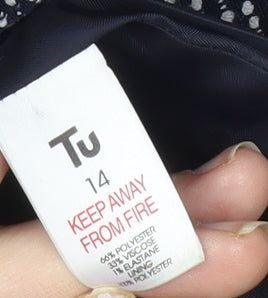 Tu
14
KEEP AWAY
FROM FIRE
66% POLYESTER
33% VISCOSE
1% ELASTANE
LINING
100% POLYESTER